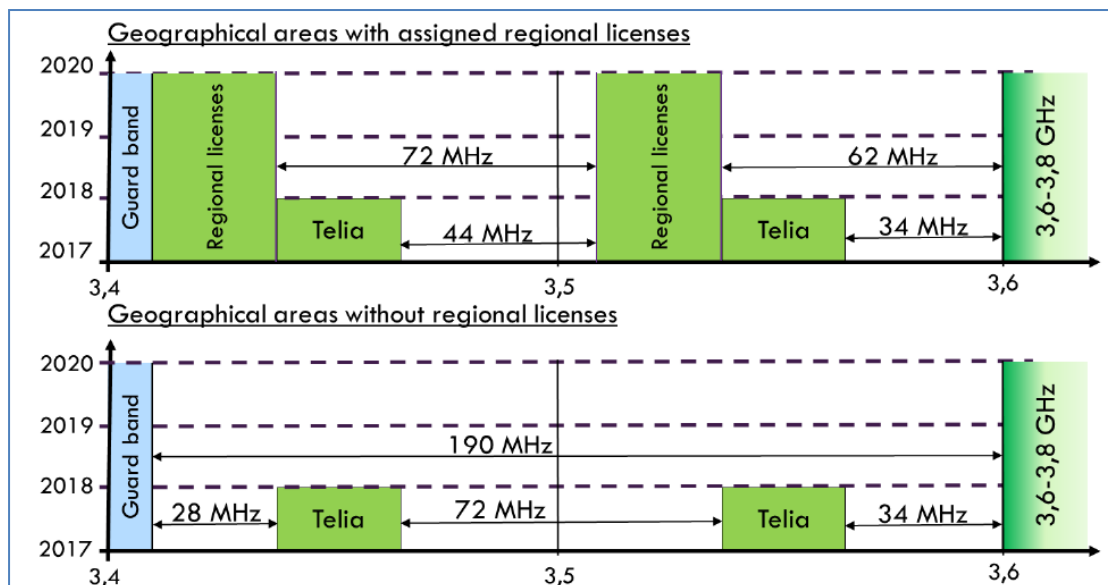 Geographical areas with assigned regional licenses
2020
2019
2018
2017
Guard band
Regional licenses
72 MHz
Telia
44 MHz
Regional licenses
62 MHz
Telia
34 MHz
3,6-3,8 GHz
3,4
3,5
3,6
Geographical areas without regional licenses
2020
2019
2018
2017
Guard band
190 MHz
28 MHz
Telia
72 MHz
Telia
34 MHz
3,6-3,8 GHz
3,4
3,5
3,6